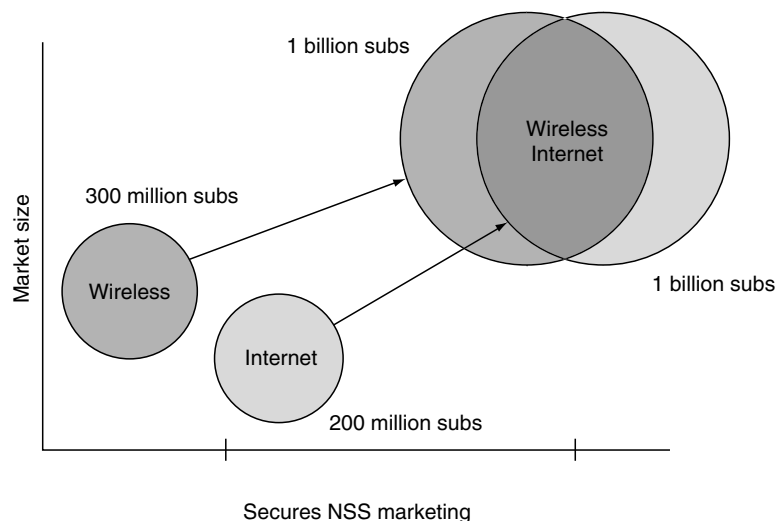 1 billion subs
Wireless
Internet
300 million subs
Market size
Wireless
1 billion subs
Internet
200 million subs
Secures NSS marketing